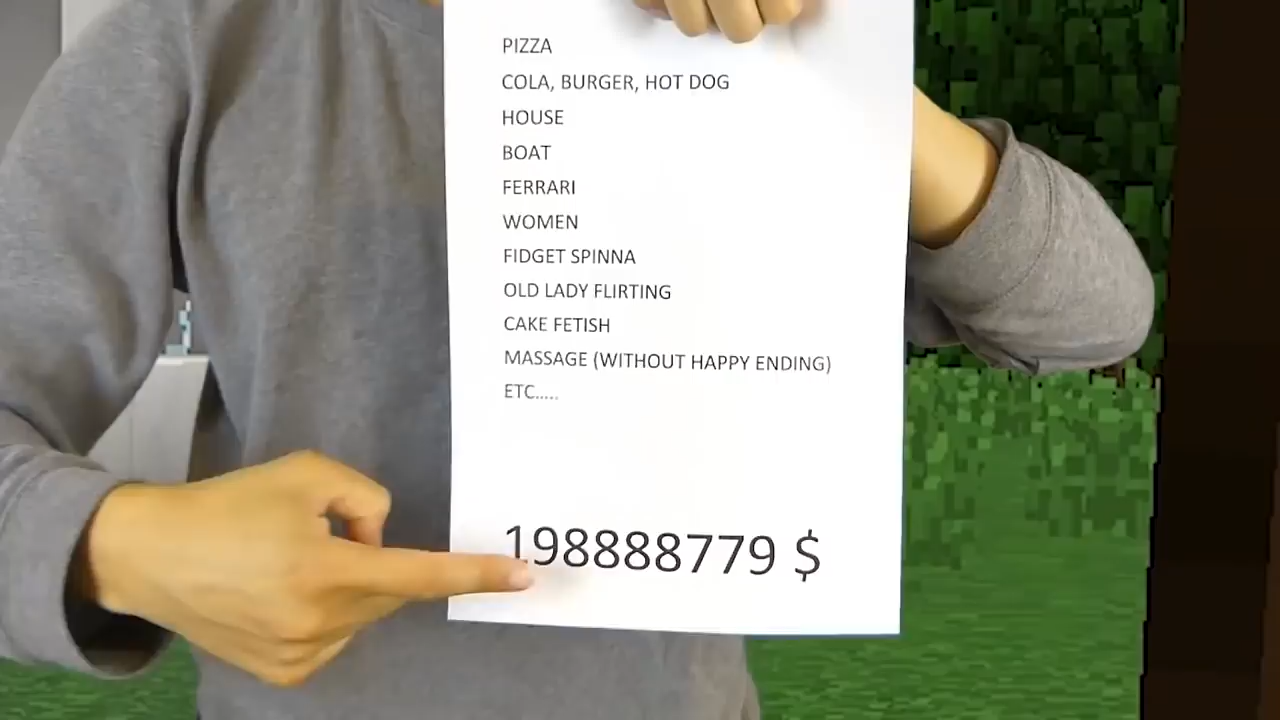 PIZZA
COLA, BURGER, HOT DOG
HOUSE
BOAT
FERRARI
WOMEN
FIDGET SPINNA
OLD LADY FLIRTING
CAKE FETISH
MASSAGE (WITHOUT HAPPY ENDING)
ETC.....
198888779 $